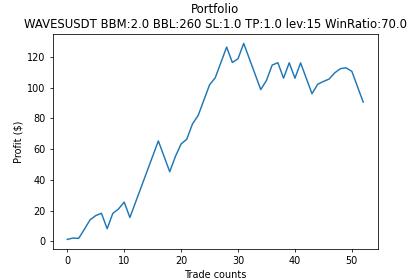 Portfolio
WAVESUSDT BBM:2.0 BBL:260 SL:1.0 TP:1.0 lev:15 WinRatio:70.0
120
100
80
60
40
20
0
Profit ($)
0 10 20 30 40 50
Trade counts